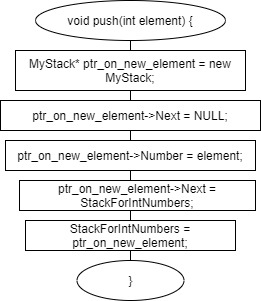 void push(int element) {
MyStack* ptr_on_new_element = new
MyStack;
ptr_on_new_element->Next = NULL;
ptr_on_new_element->Number = element;
ptr_on_new_element->Next =
StackForIntNumbers;
StackForIntNumbers =
ptr_on_new_element;
}